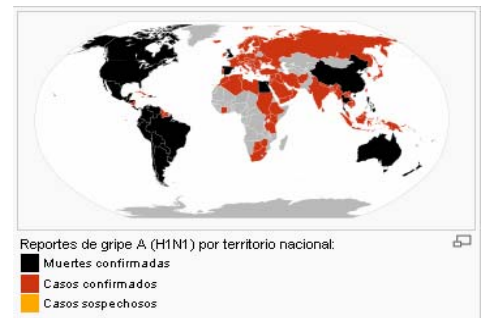 Reportes de gripe A (H1N1) por territorio nacional:
Muertes confirmadas
Casos confirmados
Casos sospechosos